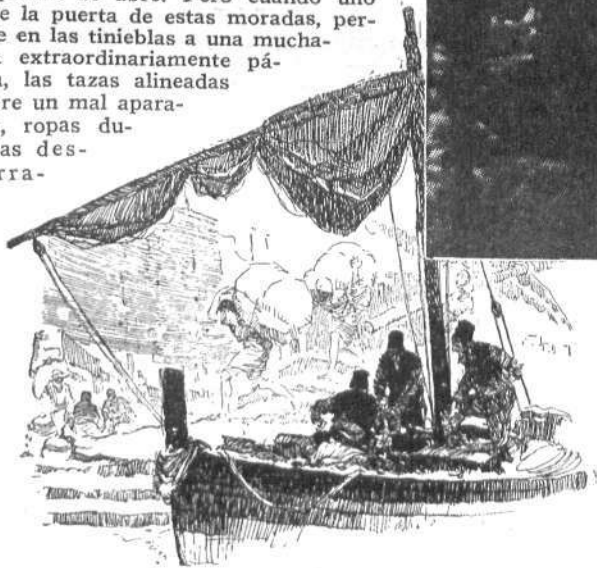 Pero cuando uno
e la puerta de estas moradas, per-
e en las tinieblas a una mucha-
extraordinariamente pá-
, las tazas alineadas
re un mal apara-
, ropas du-
as des-
rra-